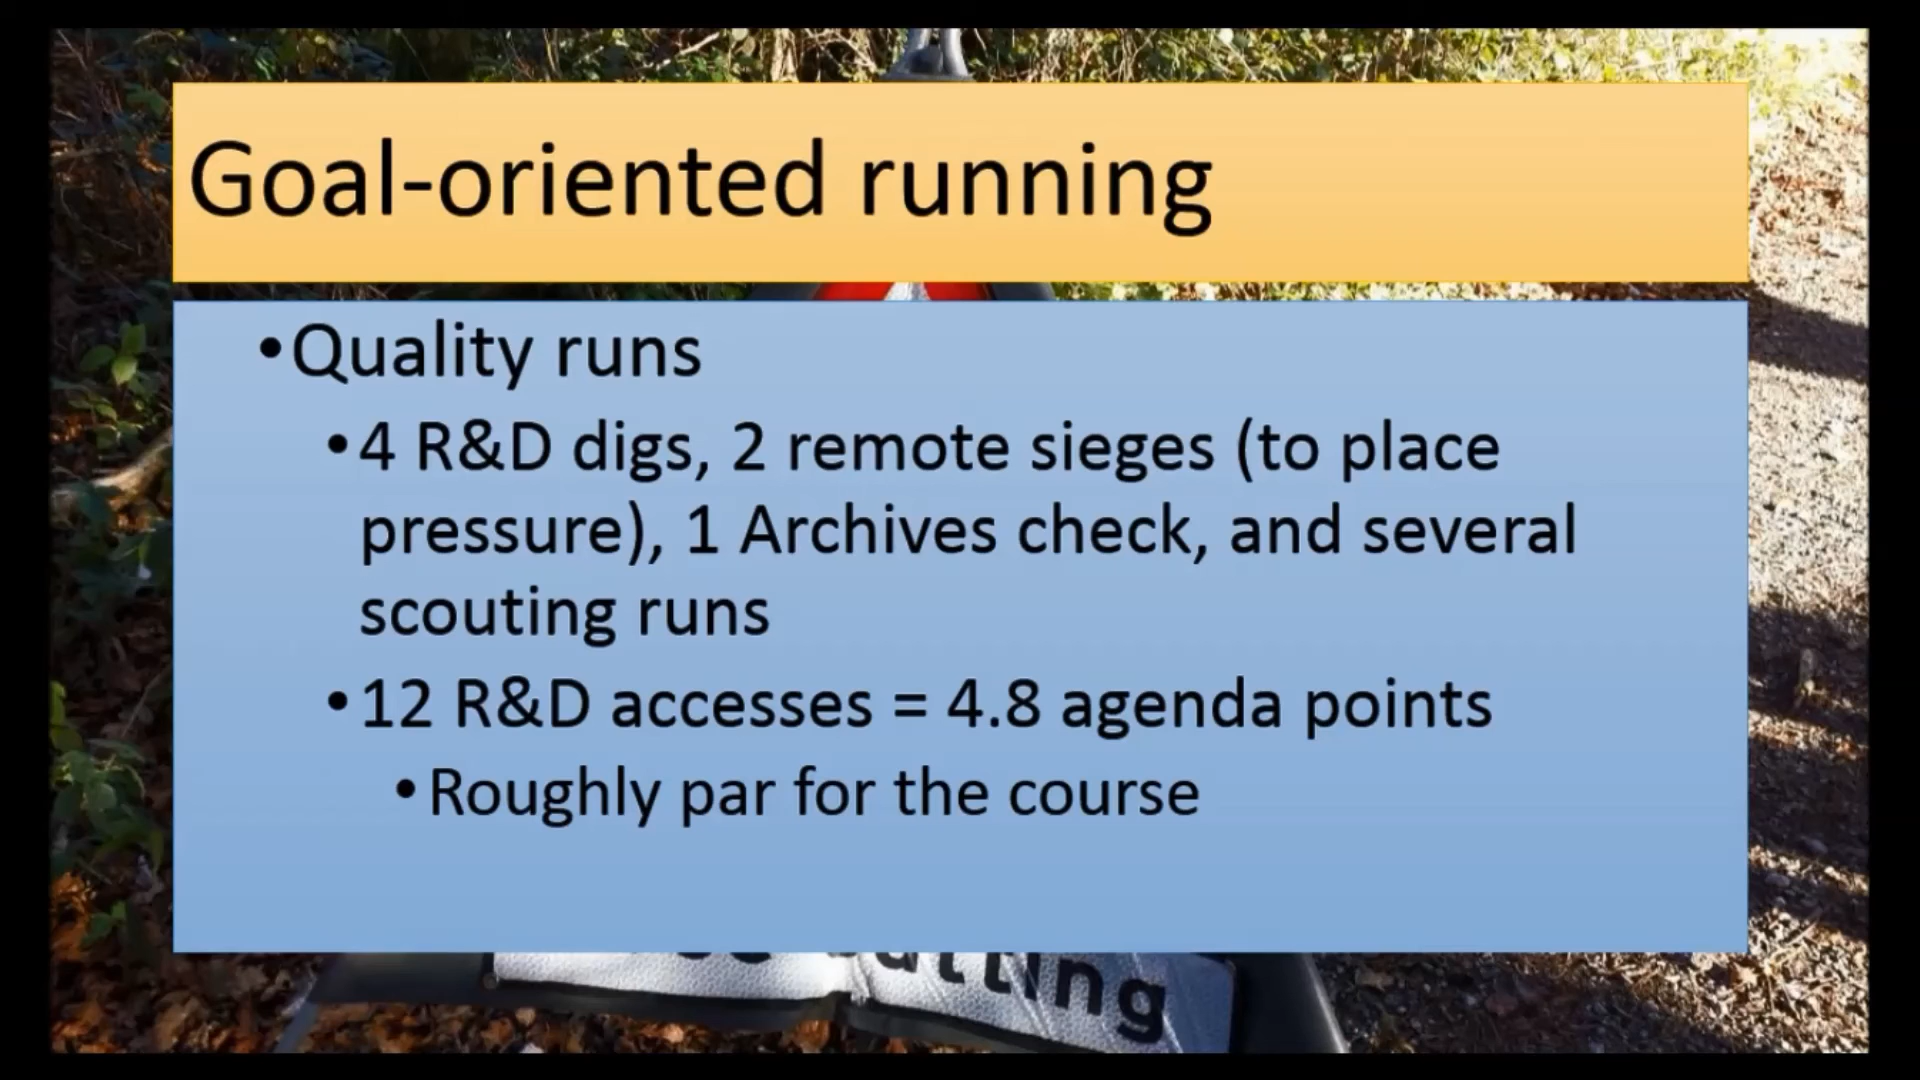 Goal-oriented running
•Quality runs
•4 R&D digs, 2 remote sieges (to place
pressure), 1 Archives check, and several
scouting runs
•12 R&D accesses = 4.8 agenda points
•Roughly par for the course
cutting